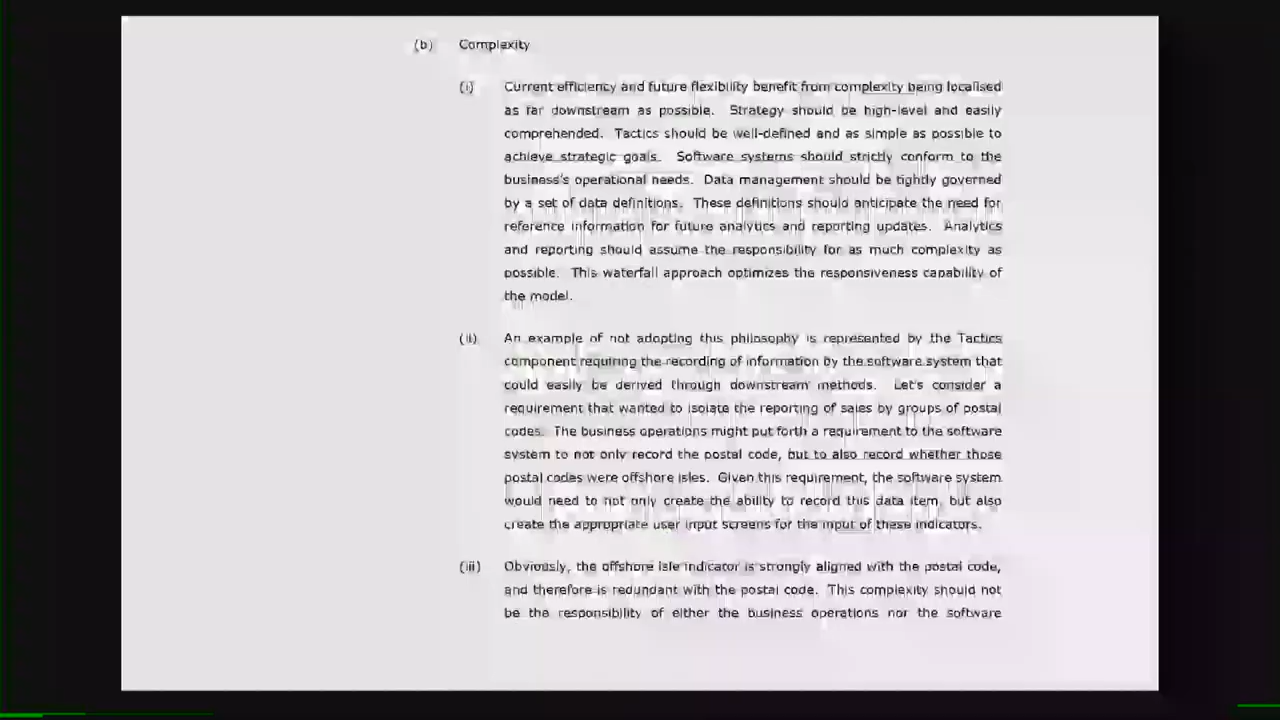 (b) Complexity
(i) Current efficiency and future flexibility benefit from complexity being localised
as far downstream as possible. Strategy should be high-level and easily
comprehended. Tactics should be well-defined and as simple as possible to
achieve strategic goals. Software systems should strictly conform to the
business's operational needs. Data management should be tightly governed
by a set of data definitions. These definitions should anticipate the need for
reference information for future analytics and reporting updates. Analytics
and reporting should assume the responsibility for as much complexity as
possible. This waterfall approach optimizes the responsiveness capability of
the model.
(ii) An example of not adopting this philosophy is represented by the Tactics
component requiring the recording of information by the software system that
could easily be derived through downstream methods. Let's consider a
requirement that wanted to isolate the reporting of sales by groups of postal
codes. The business operations might put forth a requirement to the software
system to not only record the postal code, but to also record whether those
postal codes were offshore isles. Given this requirement, the software system
would need to not only create the ability to record this data item, but also
create the appropriate user input screens for the input of these indicators.
(iii) Obviously, the offshore isle indicator is strongly aligned with the postal code,
and therefore is redundant with the postal code. This complexity should not
be the responsibility of either the business operations nor the software